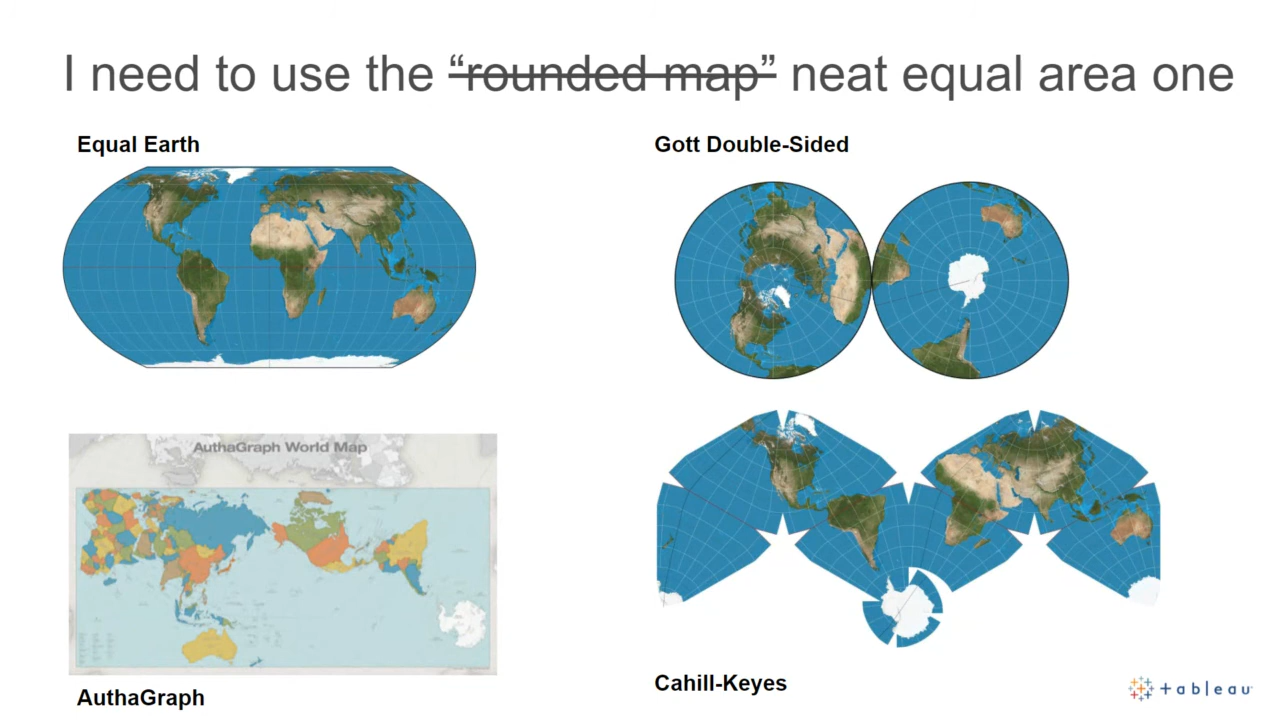 I need to use the “rounded map” neat equal area one
Equal Earth
Gott Double-Sided
AuthaGraph World Map
AuthaGraph
Cahill-Keyes
+ableau